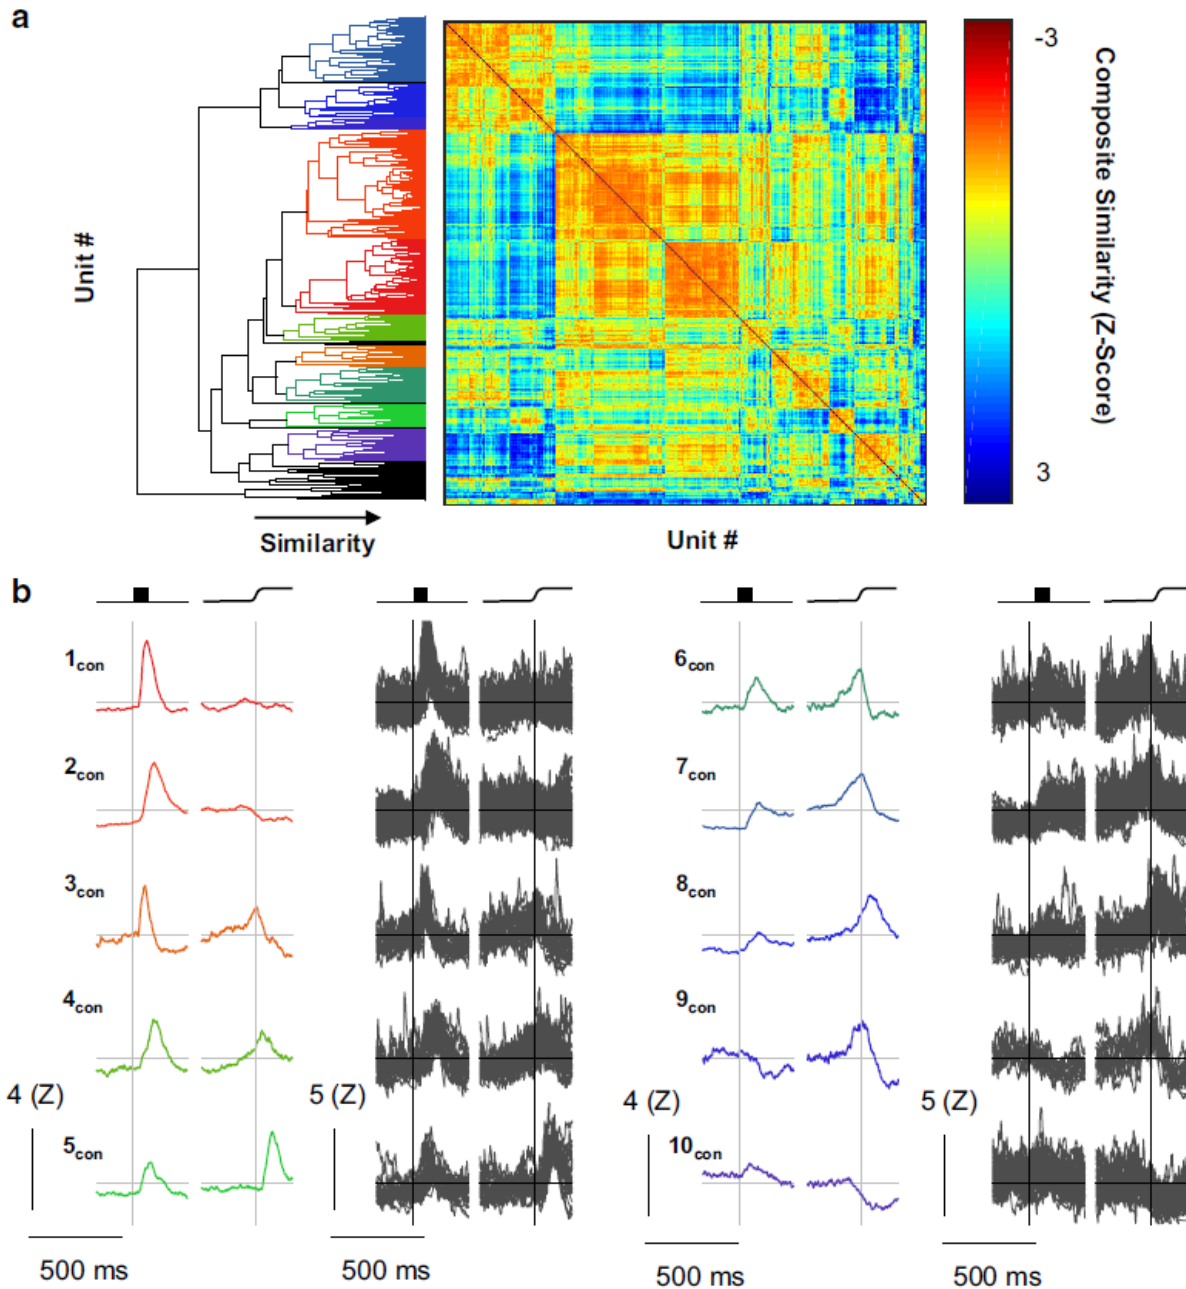 a
Unit #
Similarity
Unit #
-3
3
Composite Similarity (Z-Score)
b
1con
2con
3con
4con
4 (Z)
5con
500 ms
5 (Z)
500 ms
6con
7con
8con
9con
4 (Z)
10con
500 ms
5 (Z)
500 ms